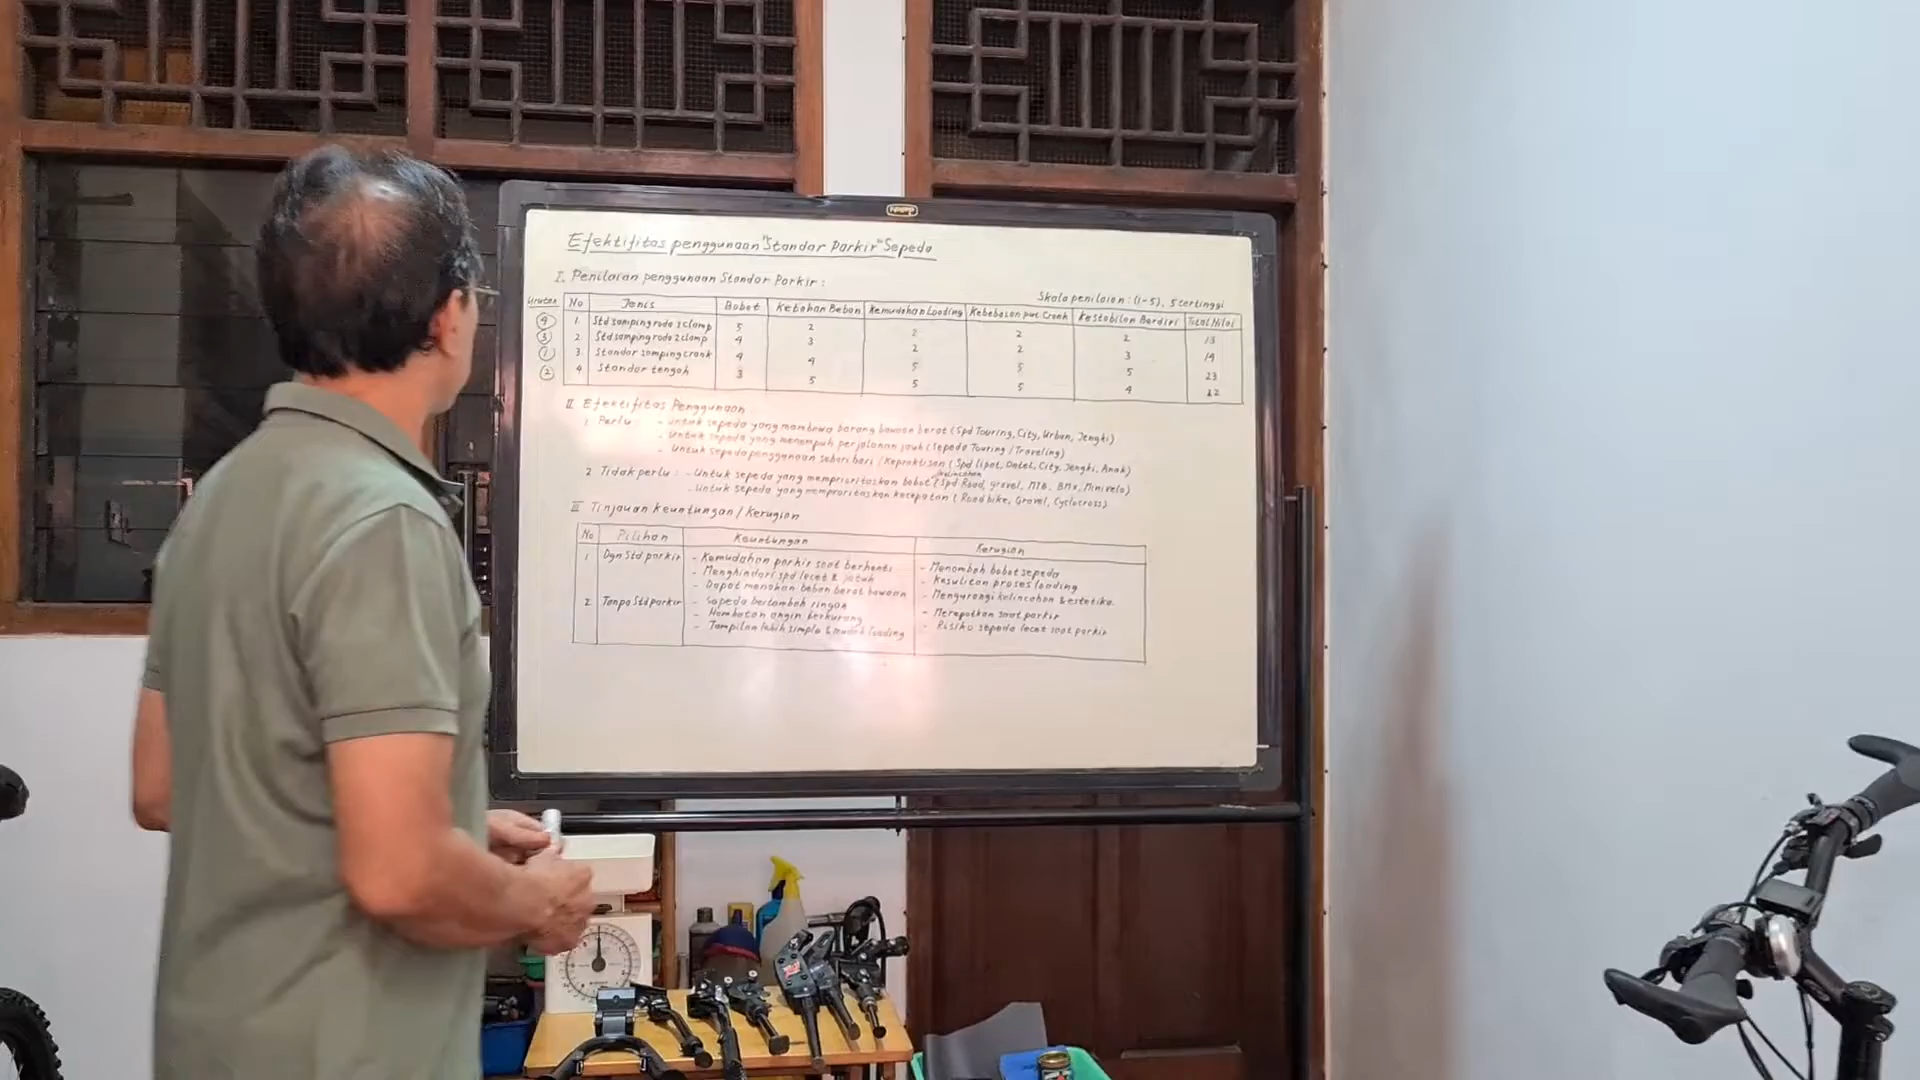 Efektifitas penggunaan "Standar Parkir" Sepeda
I. Penilaian penggunaan Standar Parkir :
Skala penilaian : (1-5), 5 tertinggi
Urutan No Jenis Bobot Ketahan Beban Kemudahan Loading Kebebasan put. Crank Kestabilan Berdiri Total Nilai
4 1. Std samping roda 1 clamp 5 2 2 2 2 13
3 2. Std samping roda 2 clamp 4 3 2 2 3 14
1 3. Standar samping crank 4 4 5 5 5 23
2 4 Standar tengah 3 5 5 5 4 22
II. Efektifitas Penggunaan
1. Perlu : - Untuk sepeda yang membawa barang bawaan berat (Spd Touring, City, Urban, Jengki)
- Untuk sepeda yang menempuh perjalanan jauh (Sepeda Touring / Traveling)
- Untuk sepeda penggunaan sehari hari / Kepraktisan (Spd lipat, Onthel, City, Jengki, Anak)
2. Tidak perlu : - Untuk sepeda yang memprioritaskan bobot / kelincahan (Spd Road, gravel, MTB, BMX, Minivelo)
- Untuk sepeda yang memprioritaskan kecepatan (Road bike, Gravel, Cyclocross)
III Tinjauan Keuntungan / Kerugian
No Pilihan Keuntungan Kerugian
1 Dgn Std parkir - Kemudahan parkir saat berhenti - Menambah bobot sepeda
- Menghindari spd lecet & jatuh - Kesulitan proses loading
- Dapat menahan beban berat bawaan - Mengurangi kelincahan & estetika
2. Tanpa Std parkir - Sepeda bertambah ringan - Merepotkan saat parkir
- Hambatan angin berkurang - Risiko sepeda lecet saat parkir
- Tampilan lebih simple & mudah loading